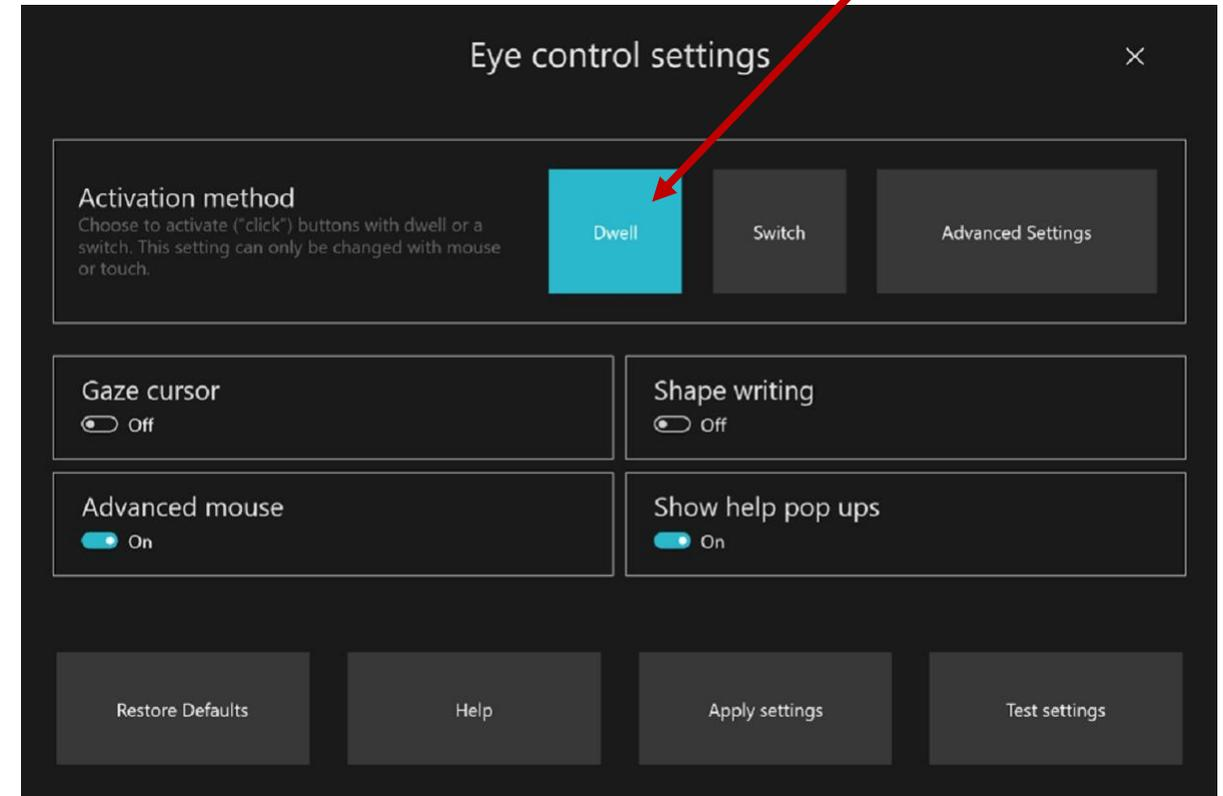 Eye control settings
Activation method
Choose to activate ("click") buttons with dwell or a
switch. This setting can only be changed with mouse
or touch.
Dwell
Switch
Advanced Settings
Gaze cursor
Off
Shape writing
Off
Advanced mouse
On
Show help pop ups
On
Restore Defaults
Help
Apply settings
Test settings